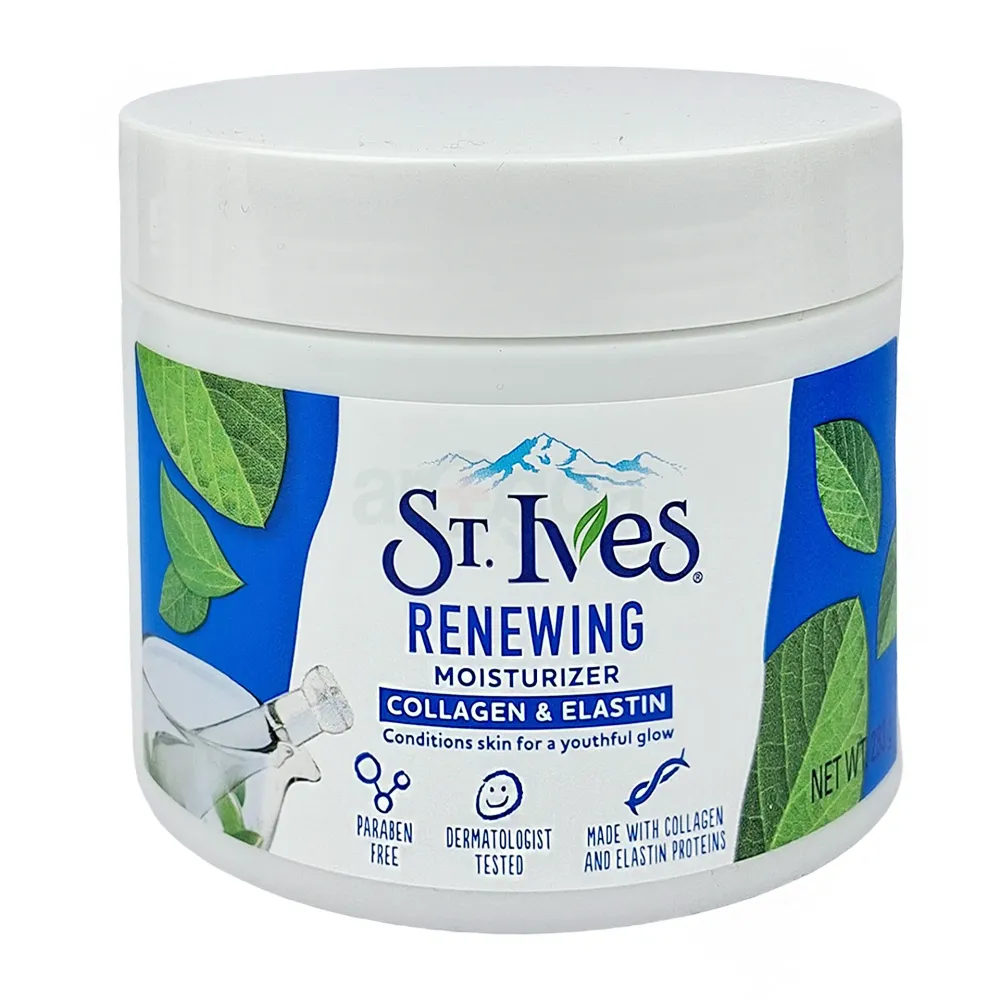 St. Ives®
RENEWING
MOISTURIZER
COLLAGEN & ELASTIN
Conditions skin for a youthful glow
PARABEN
FREE
DERMATOLOGIST
TESTED
MADE WITH COLLAGEN
AND ELASTIN PROTEINS
NET WT.